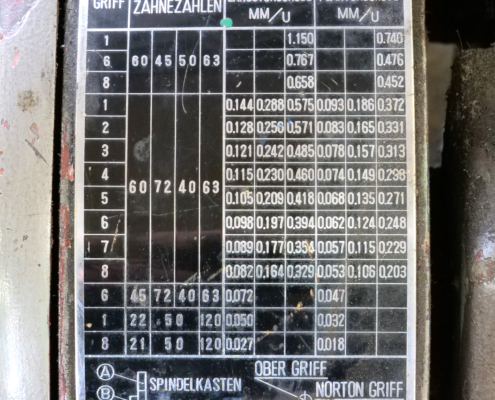 GRIFF ZÄHNEZAHLEN
MM/U MM/U
1 1.150 0.740
6 60 45 50 63 0.767 0.476
8 0.658 0.452
1 0.144 0.288 0.575 0.093 0.186 0.372
2 0.128 0.256 0.571 0.083 0.165 0.331
3 0.121 0.242 0.485 0.078 0.157 0.313
4 0.115 0.230 0.460 0.074 0.149 0.298
60 72 40 63
5 0.105 0.209 0.418 0.068 0.135 0.271
6 0.098 0.197 0.394 0.062 0.124 0.248
7 0.089 0.177 0.354 0.057 0.115 0.229
8 0.082 0.164 0.329 0.053 0.106 0.203
6 45 72 40 63 0.072 0.047
1 22 50 120 0.050 0.032
8 21 50 120 0.027 0.018
A OBER GRIFF
SPINDELKASTEN
B NORTON GRIFF